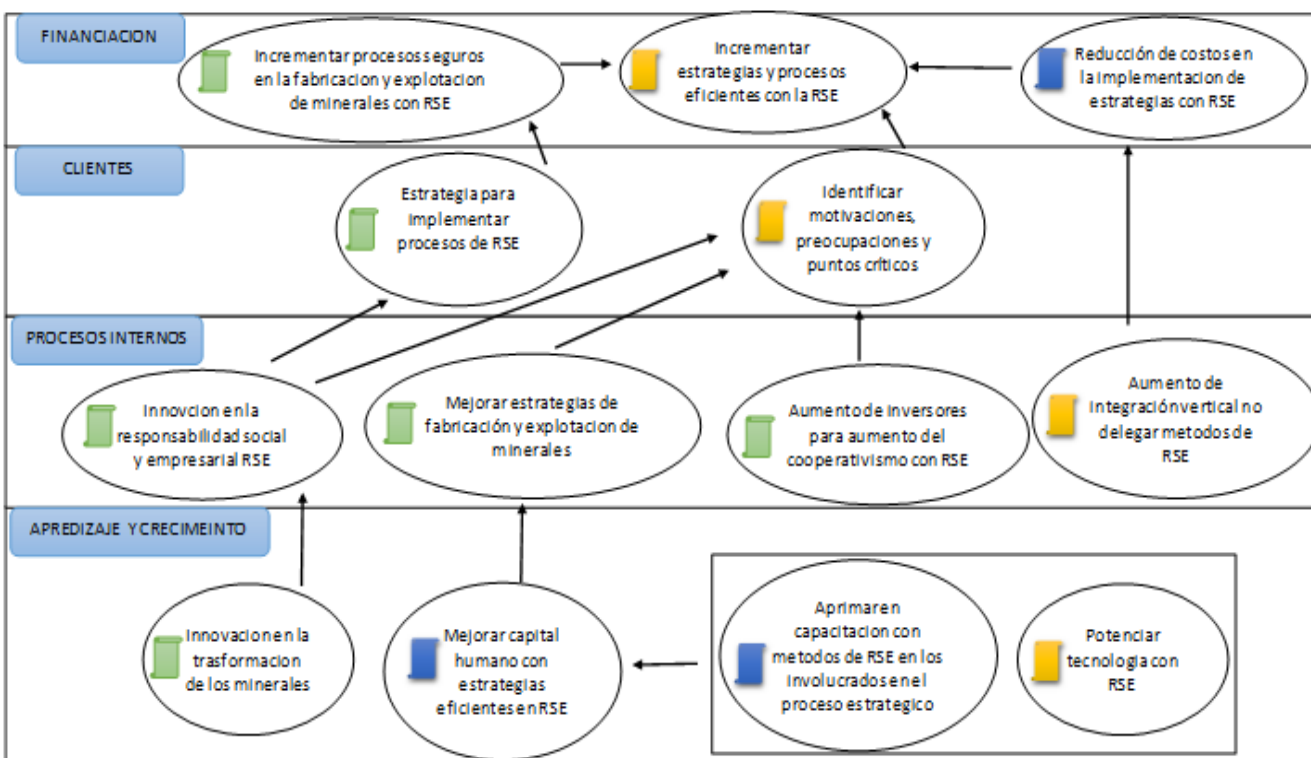 FINANCIACION
Incrementar procesos seguros
en la fabricacion y explotacion
de minerales con RSE
Incrementar
estrategias y procesos
eficientes con la RSE
Reducción de costos en
la implementacion de
estrategias con RSE
CLIENTES
Estrategia para
implementar
procesos de RSE
Identificar
motivaciones,
preocupaciones y
puntos críticos
PROCESOS INTERNOS
Innovcion en la
responsabilidad social
y empresarial RSE
Mejorar estrategias de
fabricación y explotacion de
minerales
Aumento de inversores
para aumento del
cooperativismo con RSE
Aumento de
integración vertical no
delegar metodos de
RSE
APREDIZAJE Y CRECIMEINTO
Innovacion en la
trasformacion
de los minerales
Mejorar capital
humano con
estrategias
eficientes en RSE
Aprimar en
capacitacion con
metodos de RSE en los
involucrados en el
proceso estrategico
Potenciar
tecnologia con
RSE